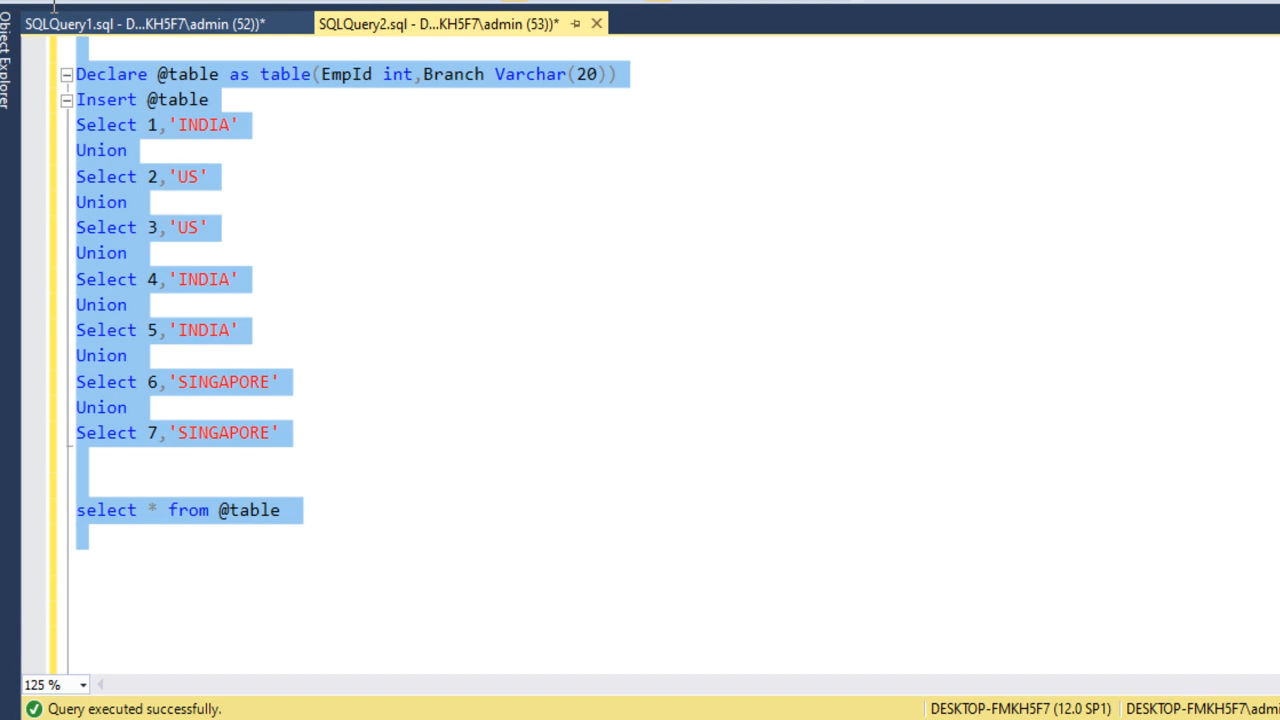 SQLQuery1.sql - D...KH5F7\admin (52))* SQLQuery2.sql - D...KH5F7\admin (53))*
Object Explorer
Declare @table as table(EmpId int,Branch Varchar(20))
Insert @table
Select 1,'INDIA'
Union
Select 2,'US'
Union
Select 3,'US'
Union
Select 4,'INDIA'
Union
Select 5,'INDIA'
Union
Select 6,'SINGAPORE'
Union
Select 7,'SINGAPORE'
select * from @table
125 %
Query executed successfully. DESKTOP-FMKH5F7 (12.0 SP1) DESKTOP-FMKH5F7\admi